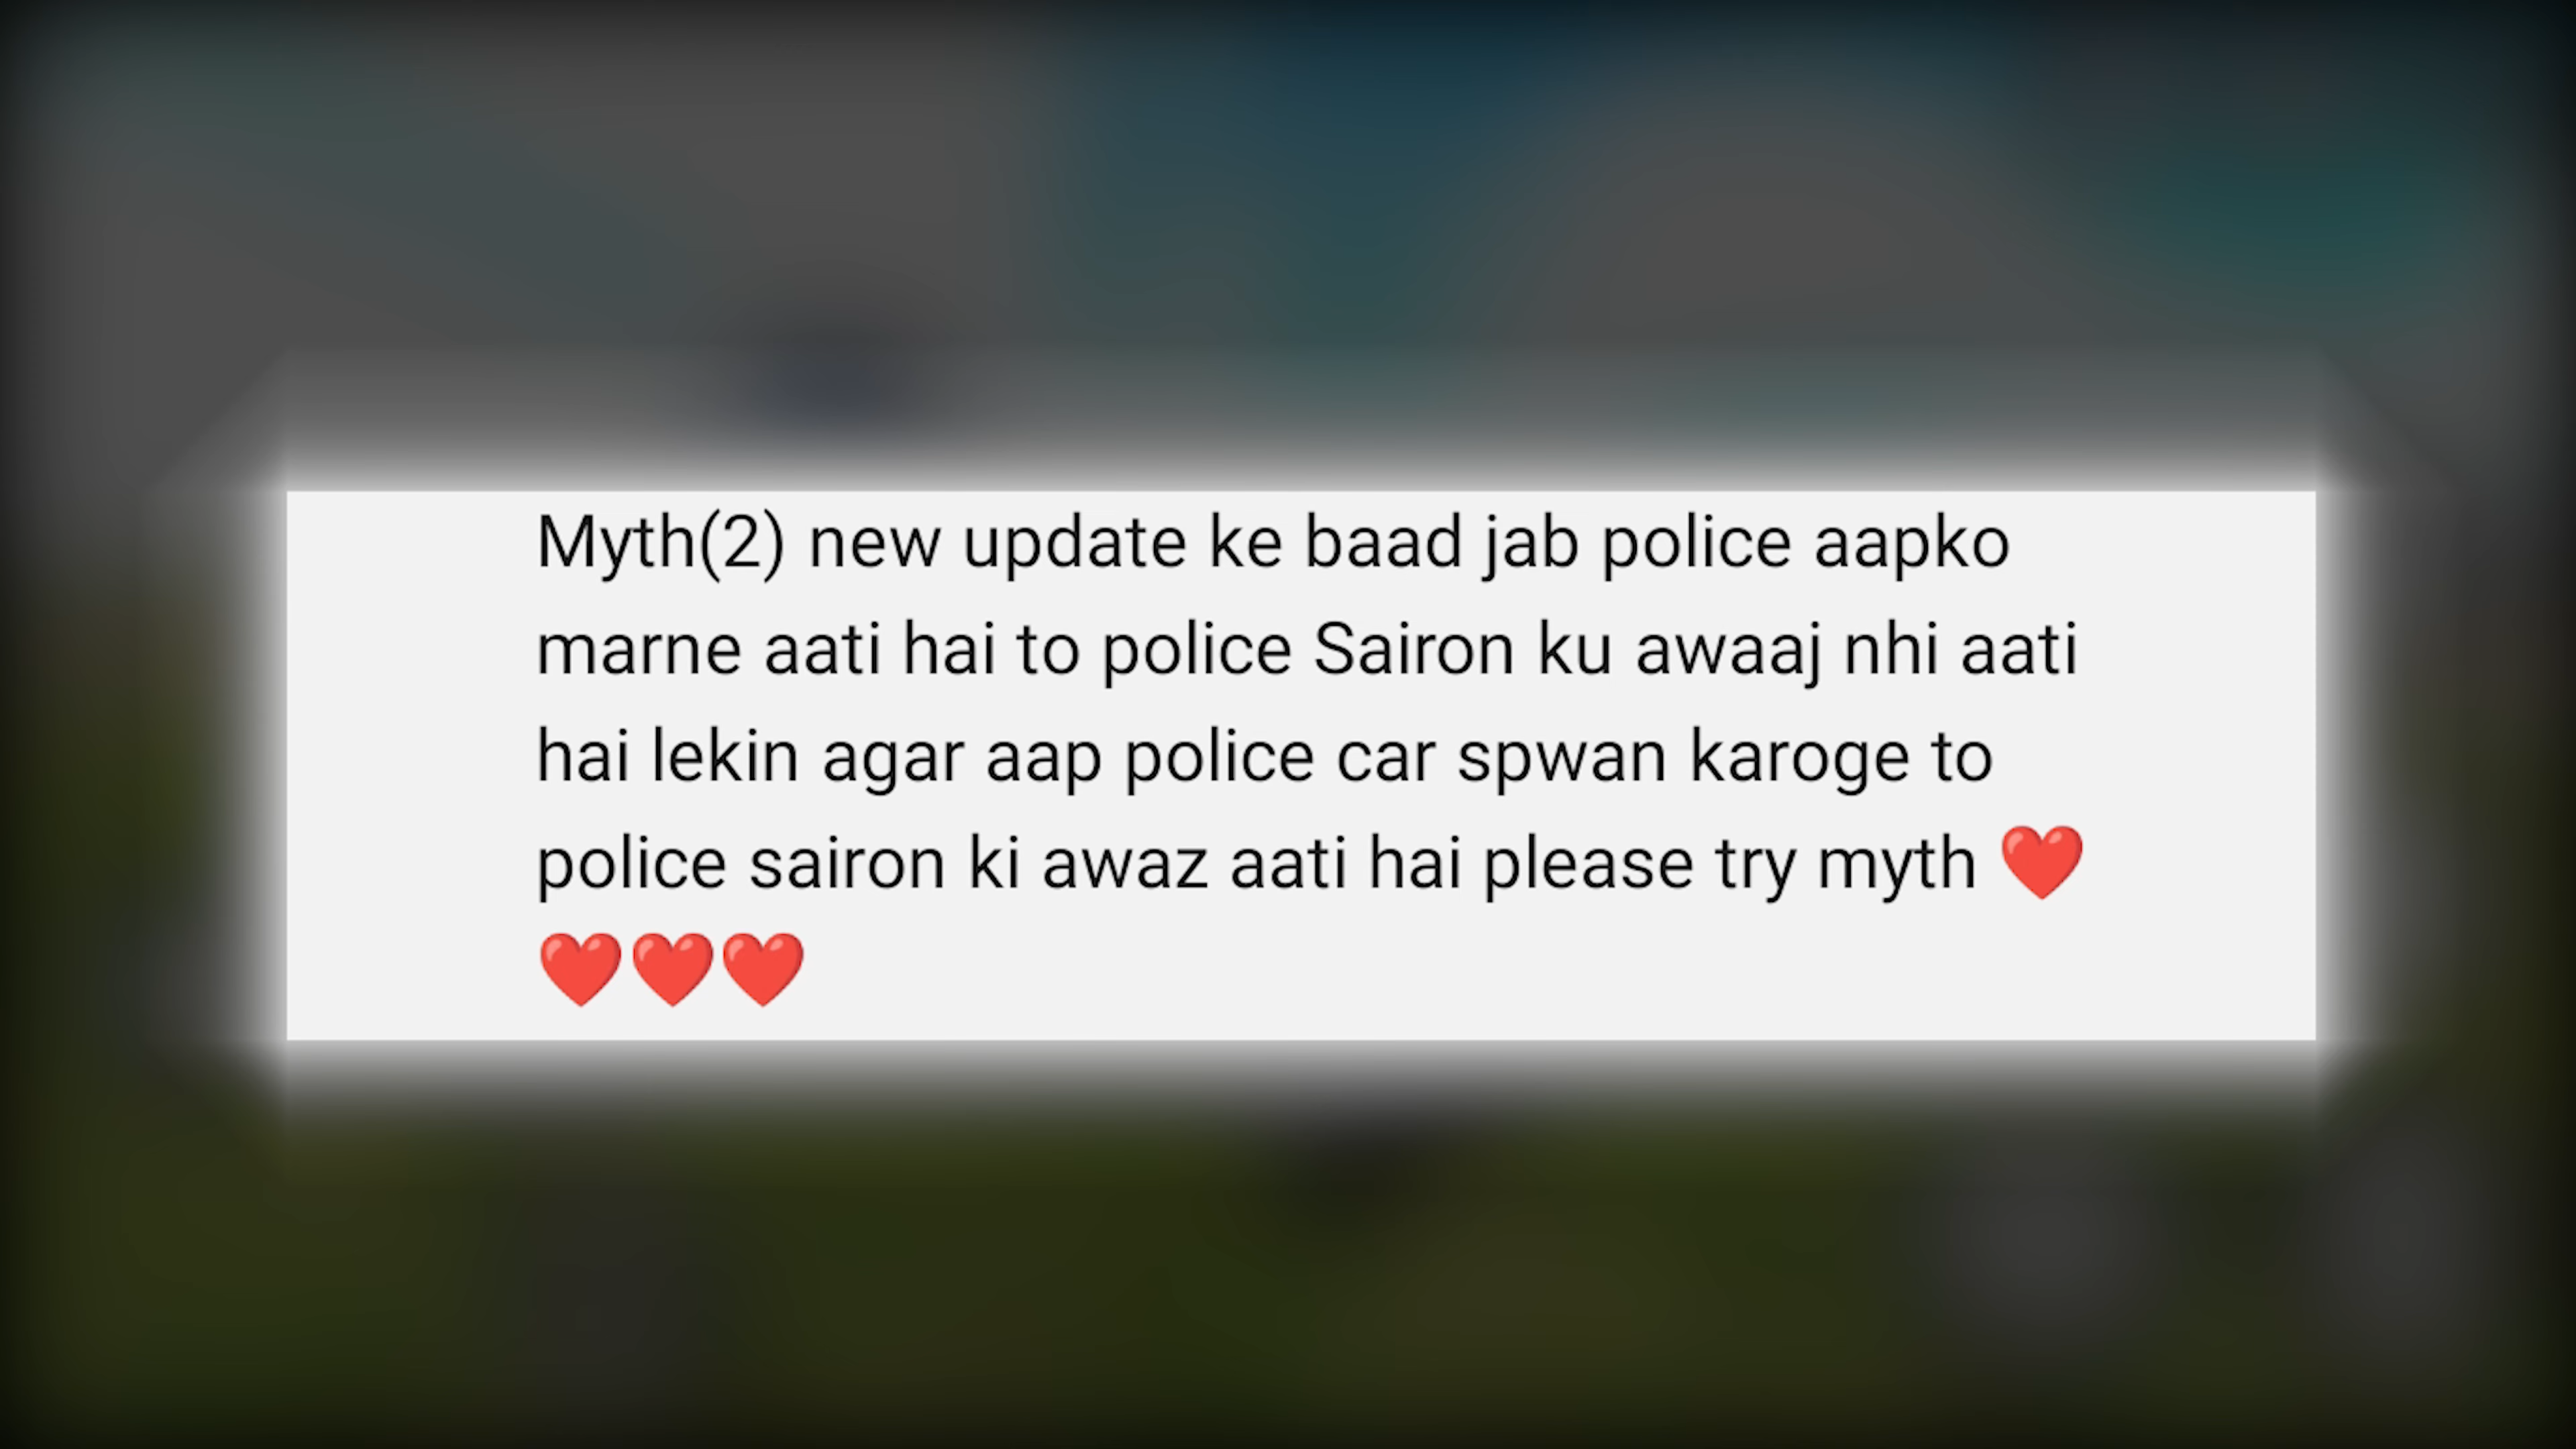 Myth(2) new update ke baad jab police aapko
marne aati hai to police Sairon ku awaaj nhi aati
hai lekin agar aap police car spwan karoge to
police sairon ki awaz aati hai please try myth ❤️
❤️❤️❤️